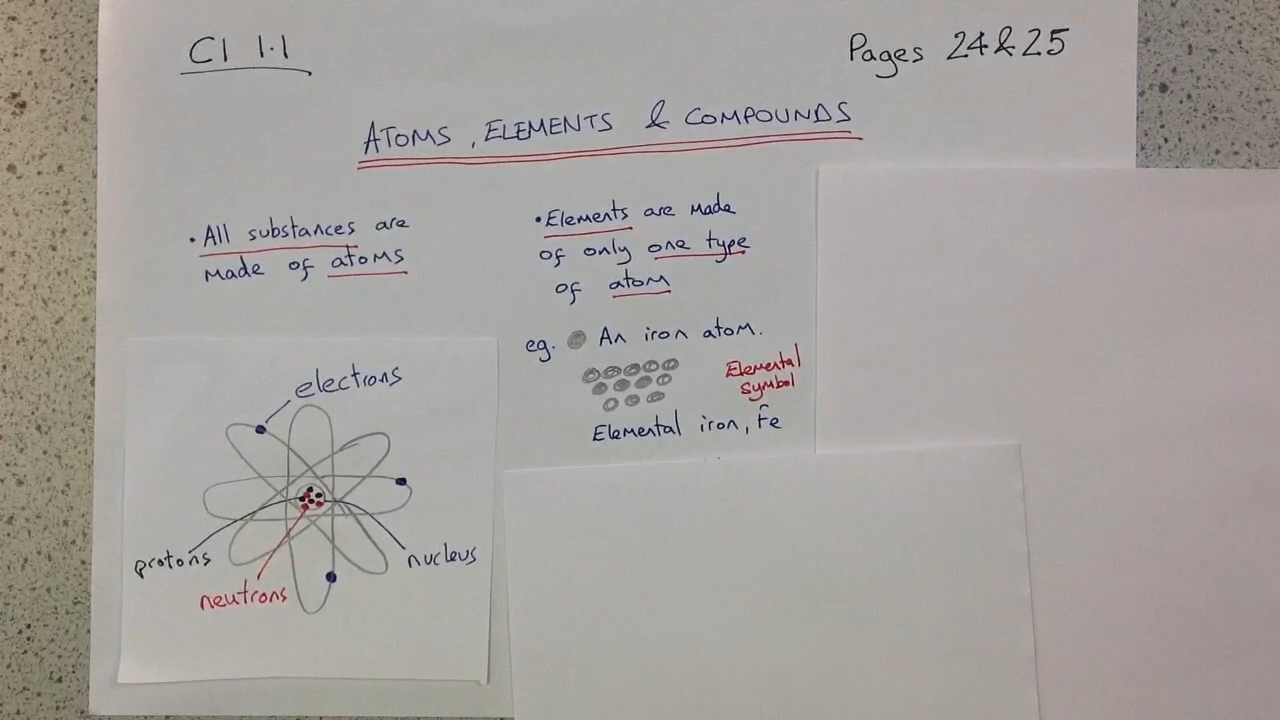 C1 1.1
Pages 24 & 25
ATOMS, ELEMENTS & COMPOUNDS
• All substances are
made of atoms
• Elements are made
of only one type
of atom
eg. An iron atom.
Elemental
symbol
Elemental iron, Fe
electrons
protons
neutrons
nucleus